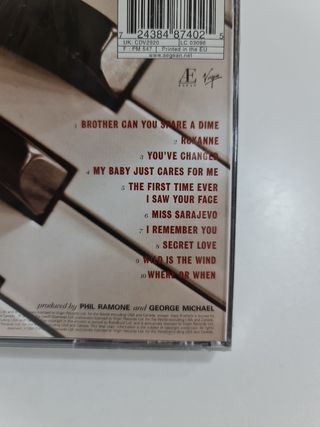 7 24384 87402 5
UK: CDV2920 LC 03098
F : PM 547 Printed in the EU
www.aegean.net
Æ
Virgin
1 BROTHER CAN YOU SPARE A DIME
2 ROXANNE
3 YOU'VE CHANGED
4 MY BABY JUST CARES FOR ME
5 THE FIRST TIME EVER
I SAW YOUR FACE
6 MISS SARAJEVO
7 I REMEMBER YOU
8 SECRET LOVE
9 WILD IS THE WIND
10 WHERE OR WHEN
produced by PHIL RAMONE and GEORGE MICHAEL